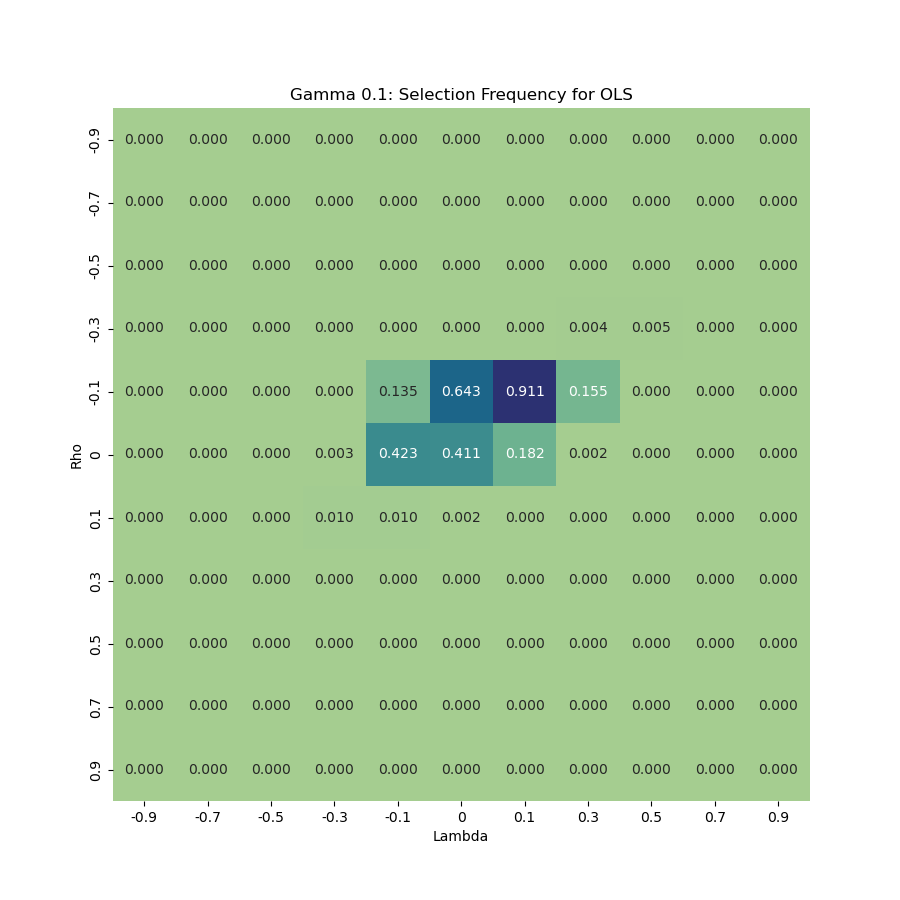 Gamma 0.1: Selection Frequency for OLS
-0.9 0.000 0.000 0.000 0.000 0.000 0.000 0.000 0.000 0.000 0.000 0.000
-0.7 0.000 0.000 0.000 0.000 0.000 0.000 0.000 0.000 0.000 0.000 0.000
-0.5 0.000 0.000 0.000 0.000 0.000 0.000 0.000 0.000 0.000 0.000 0.000
-0.3 0.000 0.000 0.000 0.000 0.000 0.000 0.000 0.004 0.005 0.000 0.000
-0.1 0.000 0.000 0.000 0.000 0.135 0.643 0.911 0.155 0.000 0.000 0.000
Rho
0 0.000 0.000 0.000 0.003 0.423 0.411 0.182 0.002 0.000 0.000 0.000
0.1 0.000 0.000 0.000 0.010 0.010 0.002 0.000 0.000 0.000 0.000 0.000
0.3 0.000 0.000 0.000 0.000 0.000 0.000 0.000 0.000 0.000 0.000 0.000
0.5 0.000 0.000 0.000 0.000 0.000 0.000 0.000 0.000 0.000 0.000 0.000
0.7 0.000 0.000 0.000 0.000 0.000 0.000 0.000 0.000 0.000 0.000 0.000
0.9 0.000 0.000 0.000 0.000 0.000 0.000 0.000 0.000 0.000 0.000 0.000
-0.9 -0.7 -0.5 -0.3 -0.1 0 0.1 0.3 0.5 0.7 0.9
Lambda